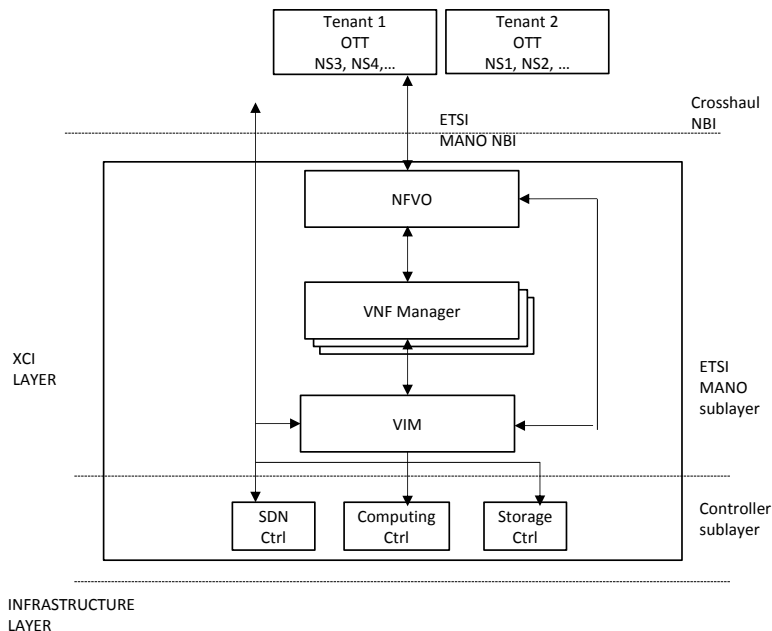 Tenant 1
OTT
NS3, NS4,...
Tenant 2
OTT
NS1, NS2, ...
Crosshaul
NBI
ETSI
MANO NBI
NFVO
VNF Manager
XCI
LAYER
ETSI
MANO
sublayer
VIM
SDN
Ctrl
Computing
Ctrl
Storage
Ctrl
Controller
sublayer
INFRASTRUCTURE
LAYER